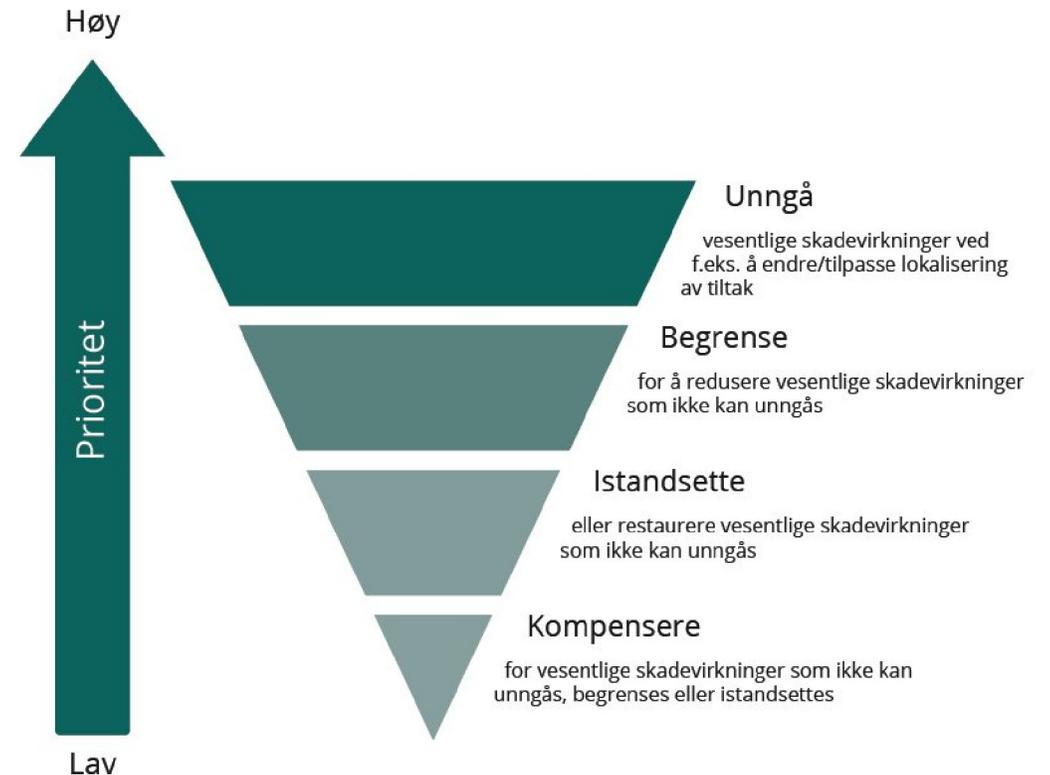 Høy
Prioritet
Lav
Unngå
vesentlige skadevirkninger ved
f.eks. å endre/tilpasse lokalisering
av tiltak
Begrense
for å redusere vesentlige skadevirkninger
som ikke kan unngås
Istandsette
eller restaurere vesentlige skadevirkninger
som ikke kan unngås
Kompensere
for vesentlige skadevirkninger som ikke kan
unngås, begrenses eller istandsettes